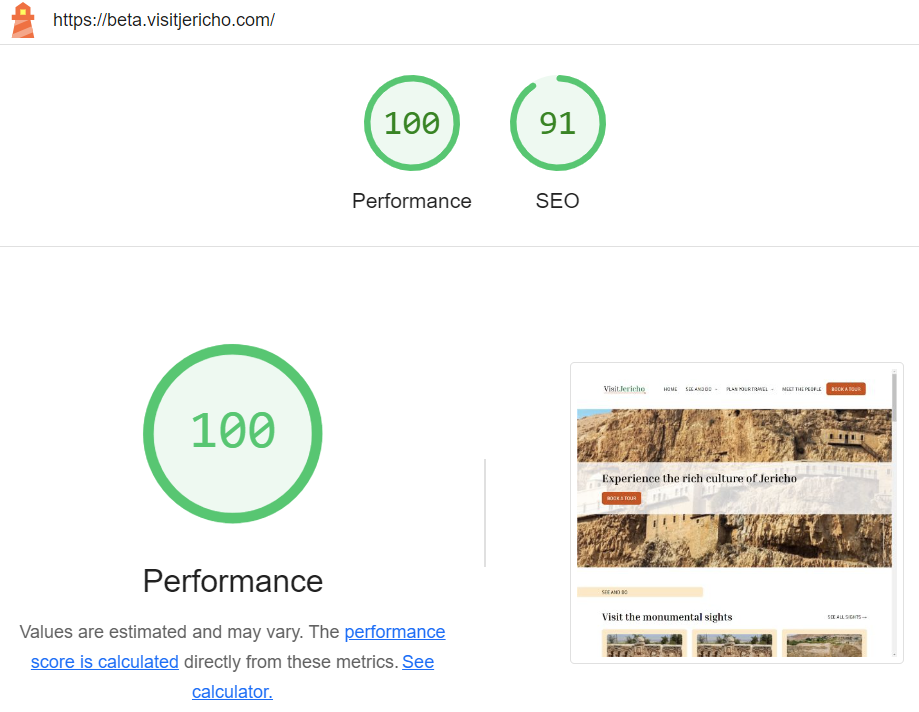 https://beta.visitjericho.com/
100
91
Performance
SEO
100
Performance
Values are estimated and may vary. The performance
score is calculated directly from these metrics. See
calculator.
VisitJericho
HOME SEE AND DO PLAN YOUR TRAVEL MEET THE PEOPLE BOOK A TOUR
Experience the rich culture of Jericho
BOOK A TOUR
SEE AND DO
Visit the monumental sights
SEE ALL SIGHTS →